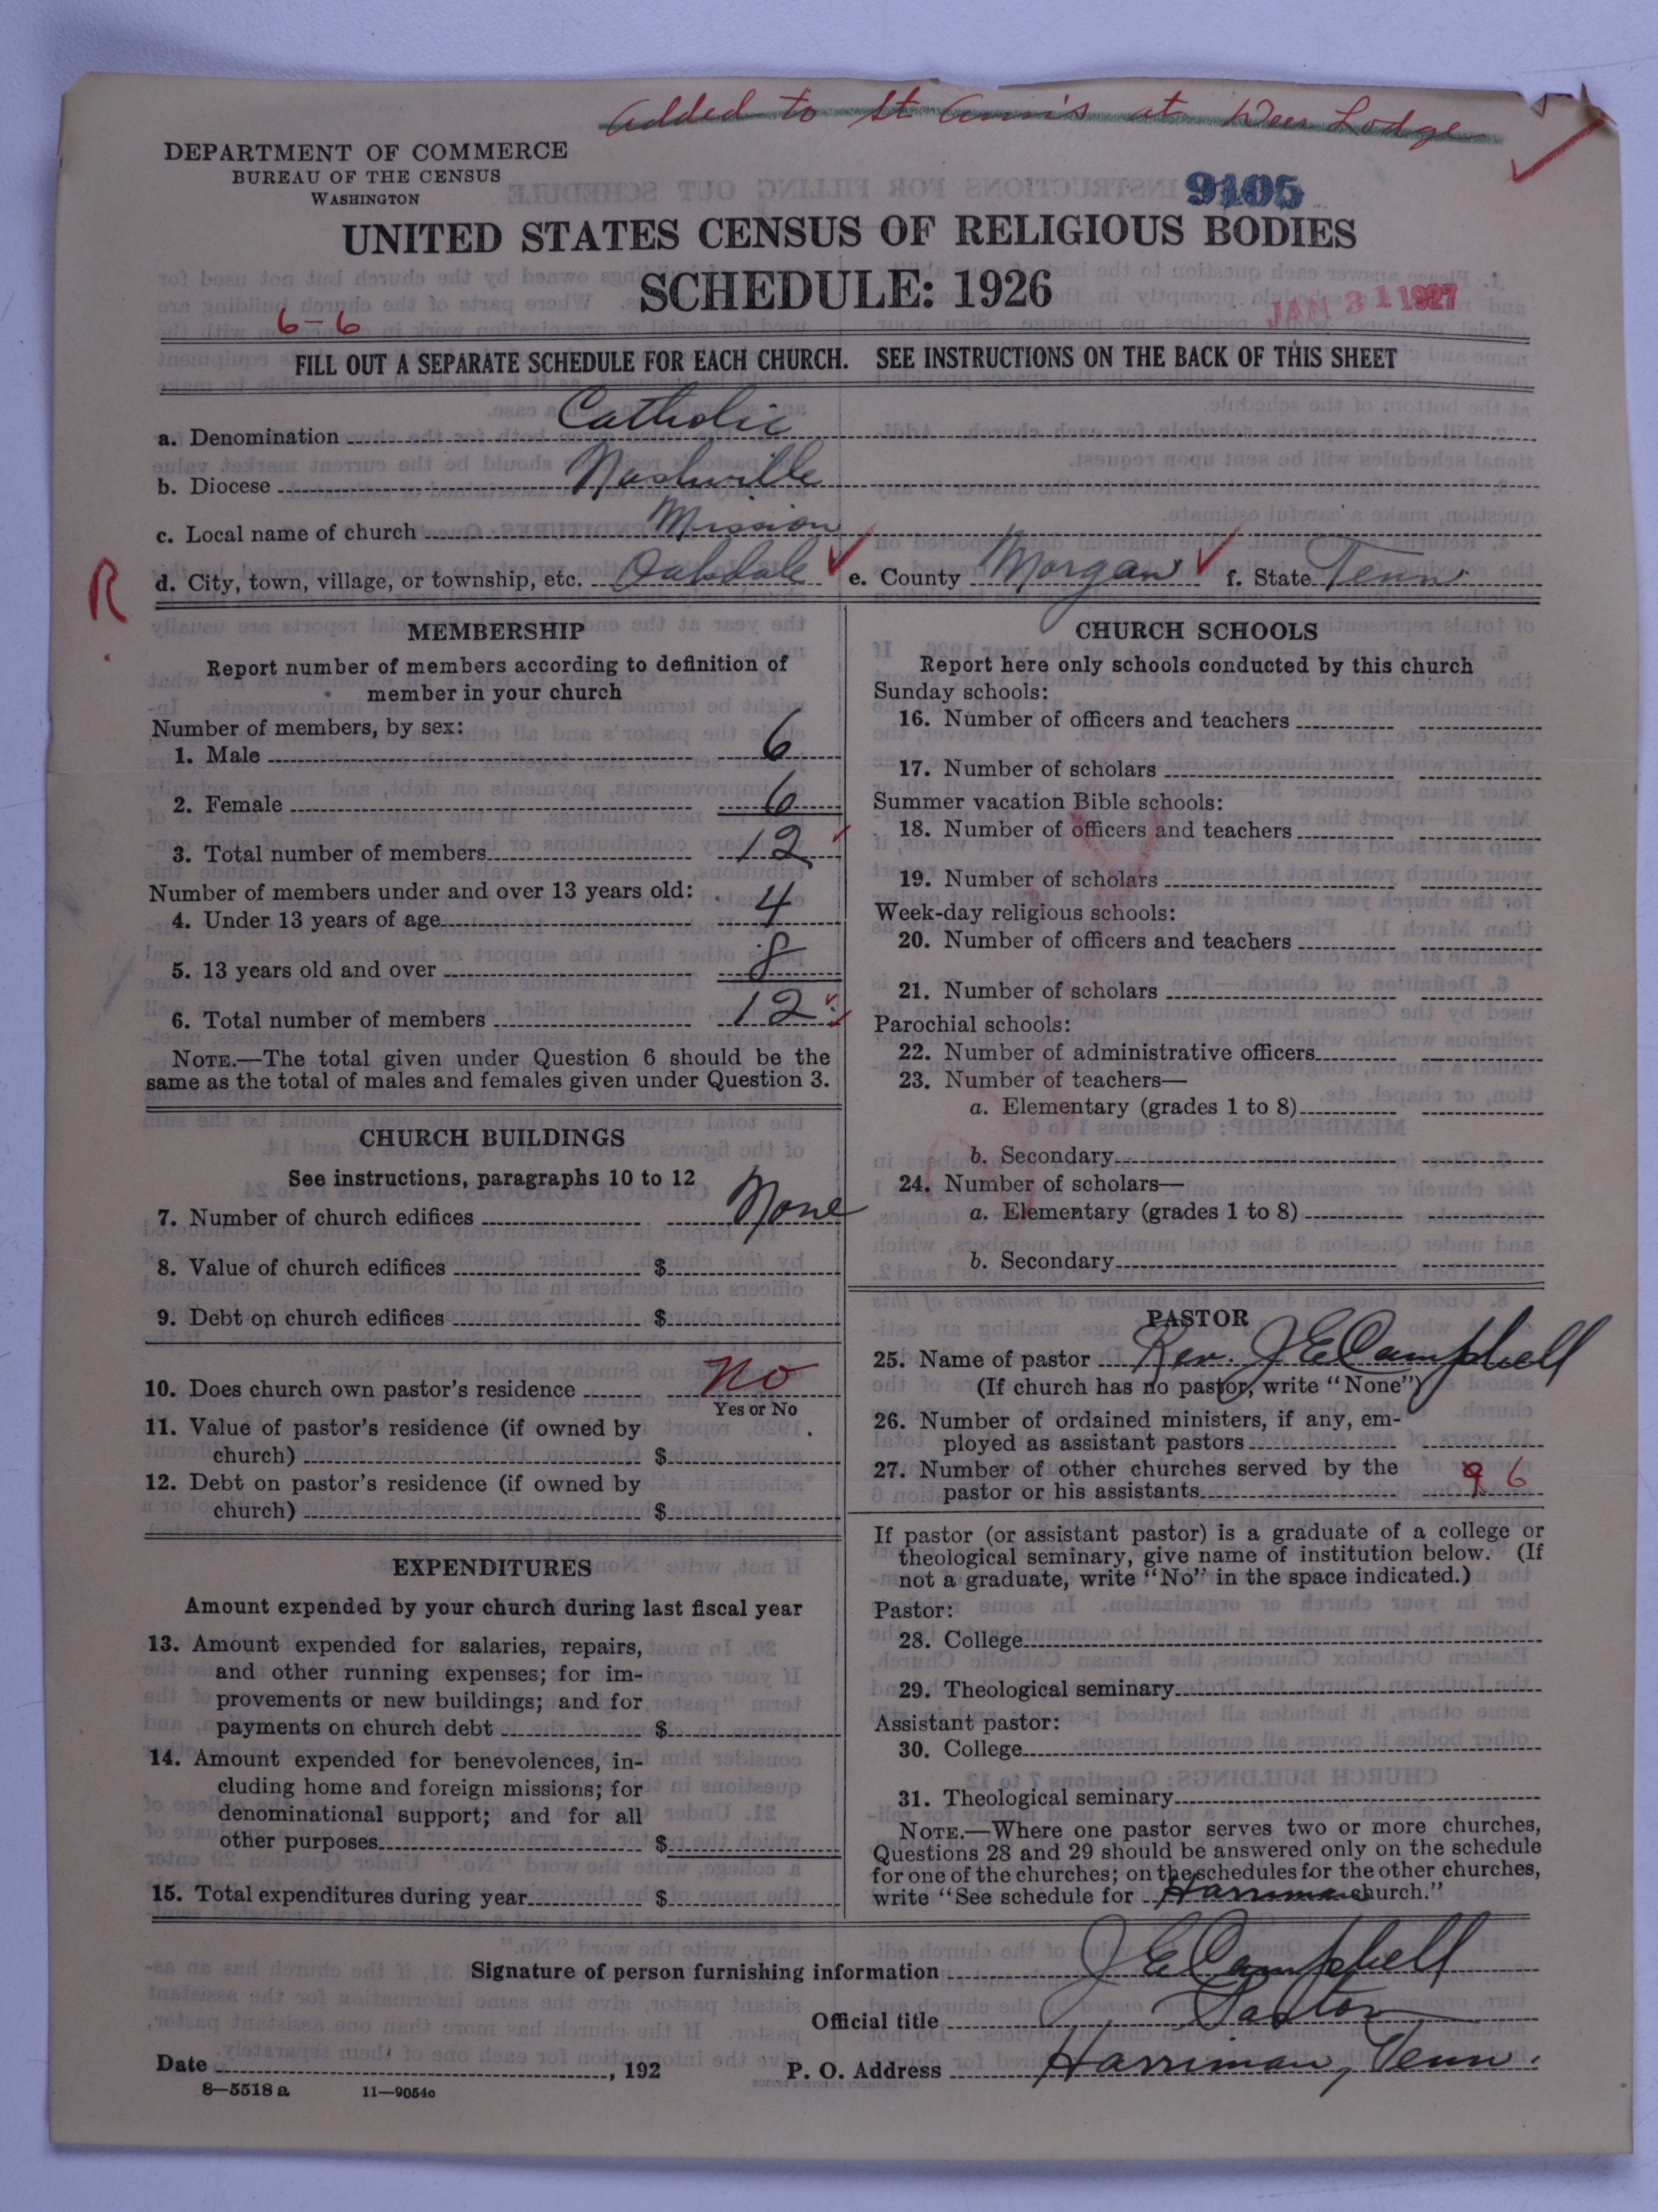 Added to St Ann's at Deer Lodge
DEPARTMENT OF COMMERCE
BUREAU OF THE CENSUS
WASHINGTON
9105
UNITED STATES CENSUS OF RELIGIOUS BODIES
SCHEDULE: 1926
JAN 31 1927
6-6
FILL OUT A SEPARATE SCHEDULE FOR EACH CHURCH. SEE INSTRUCTIONS ON THE BACK OF THIS SHEET
a. Denomination Catholic
b. Diocese Nashville
c. Local name of church Mission
R
d. City, town, village, or township, etc. Oakdale e. County Morgan f. State Tenn.
MEMBERSHIP
Report number of members according to definition of
member in your church
Number of members, by sex:
1. Male 6
2. Female 6
3. Total number of members 12
Number of members under and over 13 years old:
4. Under 13 years of age 4
5. 13 years old and over 8
6. Total number of members 12
NOTE.—The total given under Question 6 should be the
same as the total of males and females given under Question 3.
CHURCH BUILDINGS
See instructions, paragraphs 10 to 12
7. Number of church edifices None
8. Value of church edifices $
9. Debt on church edifices $
10. Does church own pastor's residence No
Yes or No
11. Value of pastor's residence (if owned by
church) $
12. Debt on pastor's residence (if owned by
church) $
EXPENDITURES
Amount expended by your church during last fiscal year
13. Amount expended for salaries, repairs,
and other running expenses; for im-
provements or new buildings; and for
payments on church debt $
14. Amount expended for benevolences, in-
cluding home and foreign missions; for
denominational support; and for all
other purposes $
15. Total expenditures during year $
CHURCH SCHOOLS
Report here only schools conducted by this church
Sunday schools:
16. Number of officers and teachers
17. Number of scholars
Summer vacation Bible schools:
18. Number of officers and teachers
19. Number of scholars
Week-day religious schools:
20. Number of officers and teachers
21. Number of scholars
Parochial schools:
22. Number of administrative officers
23. Number of teachers—
a. Elementary (grades 1 to 8)
b. Secondary
24. Number of scholars—
a. Elementary (grades 1 to 8)
b. Secondary
PASTOR
25. Name of pastor Rev. J E Campbell
(If church has no pastor, write "None")
26. Number of ordained ministers, if any, em-
ployed as assistant pastors
27. Number of other churches served by the
pastor or his assistants 6
If pastor (or assistant pastor) is a graduate of a college or
theological seminary, give name of institution below. (If
not a graduate, write "No" in the space indicated.)
Pastor:
28. College
29. Theological seminary
Assistant pastor:
30. College
31. Theological seminary
NOTE.—Where one pastor serves two or more churches,
Questions 28 and 29 should be answered only on the schedule
for one of the churches; on the schedules for the other churches,
write "See schedule for Harriman church."
Signature of person furnishing information J E Campbell
Official title Pastor
Date , 192 P. O. Address Harriman, Tenn.
8—5518 a 11—9054c